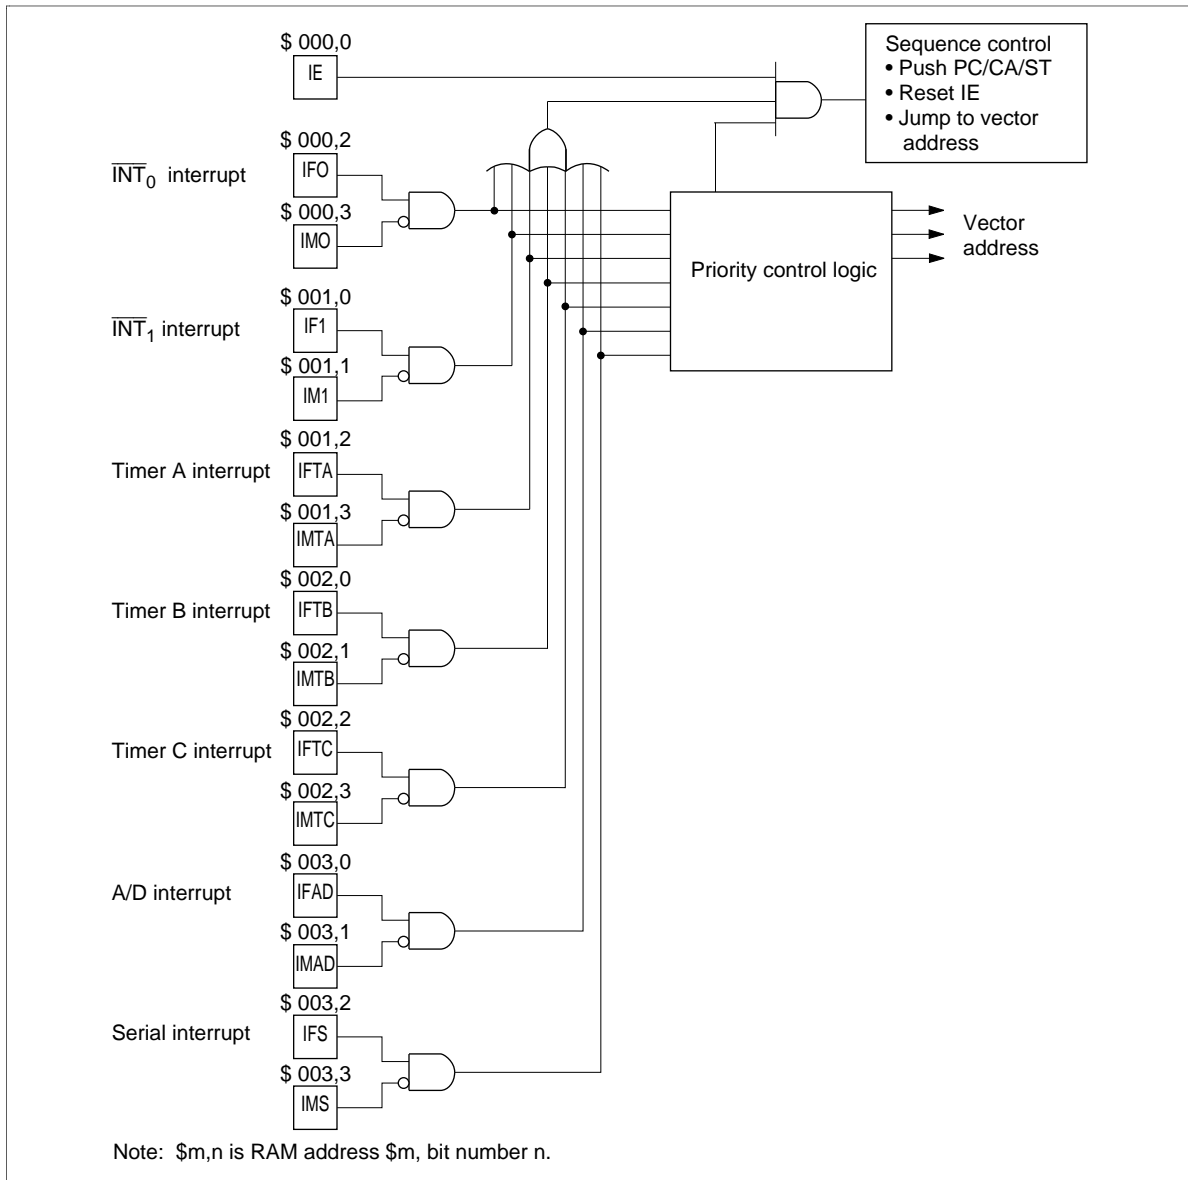 $ 000,0
IE
Sequence control
• Push PC/CA/ST
• Reset IE
• Jump to vector
address
$ 000,2
INT0 interrupt
IFO
$ 000,3
IMO
Priority control logic
Vector
address
$ 001,0
INT1 interrupt
IF1
$ 001,1
IM1
$ 001,2
Timer A interrupt
IFTA
$ 001,3
IMTA
$ 002,0
Timer B interrupt
IFTB
$ 002,1
IMTB
$ 002,2
Timer C interrupt
IFTC
$ 002,3
IMTC
$ 003,0
A/D interrupt
IFAD
$ 003,1
IMAD
$ 003,2
Serial interrupt
IFS
$ 003,3
IMS
Note: $m,n is RAM address $m, bit number n.